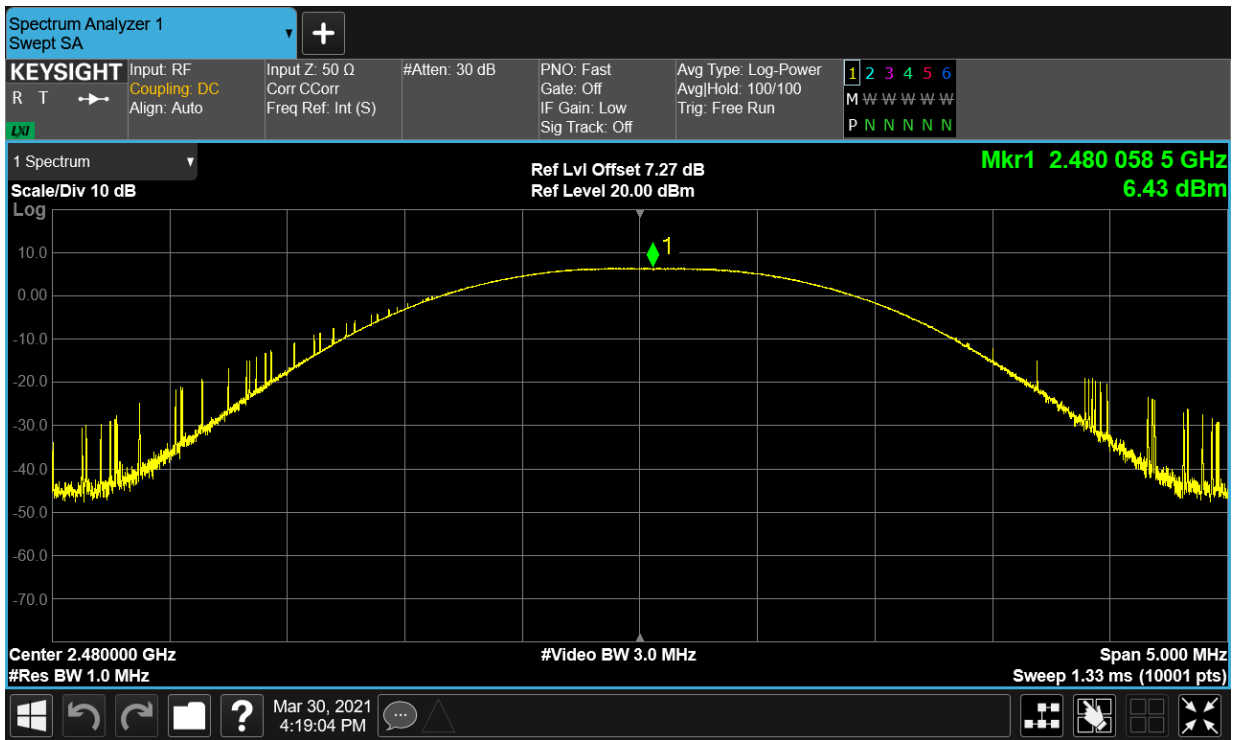 Spectrum Analyzer 1
Swept SA
KEYSIGHT
R T
LXI
Input: RF
Coupling: DC
Align: Auto
Input Z: 50 Ω
Corr CCorr
Freq Ref: Int (S)
#Atten: 30 dB
PNO: Fast
Gate: Off
IF Gain: Low
Sig Track: Off
Avg Type: Log-Power
Avg|Hold: 100/100
Trig: Free Run
1 2 3 4 5 6
M W W W W W
P N N N N N
1 Spectrum
Scale/Div 10 dB
Log
Ref Lvl Offset 7.27 dB
Ref Level 20.00 dBm
Mkr1 2.480 058 5 GHz
6.43 dBm
1
10.0
0.00
-10.0
-20.0
-30.0
-40.0
-50.0
-60.0
-70.0
Center 2.480000 GHz
#Res BW 1.0 MHz
#Video BW 3.0 MHz
Span 5.000 MHz
Sweep 1.33 ms (10001 pts)
?
Mar 30, 2021
4:19:04 PM